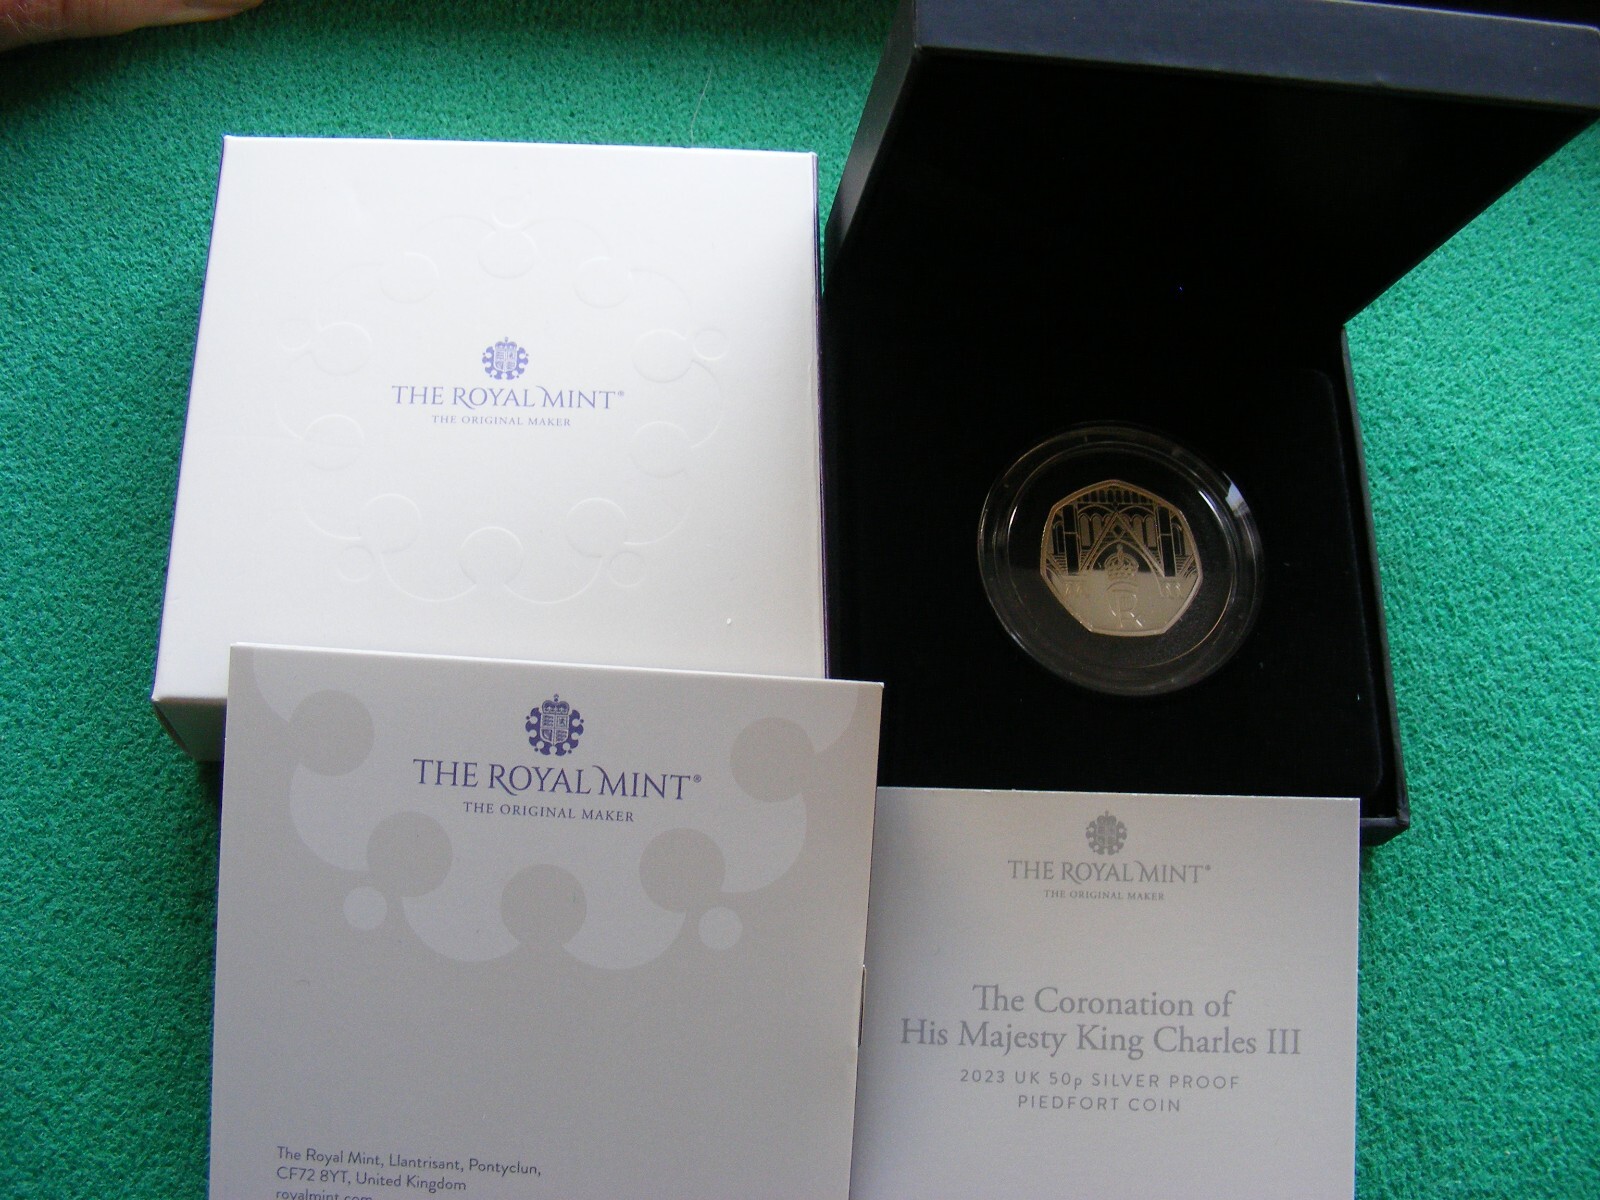 THE ROYAL MINT®
THE ORIGINAL MAKER
THE ROYAL MINT®
THE ORIGINAL MAKER
The Royal Mint, Llantrisant, Pontyclun,
CF72 8YT, United Kingdom
royalmint.com
THE ROYAL MINT®
THE ORIGINAL MAKER
The Coronation of
His Majesty King Charles III
2023 UK 50p SILVER PROOF
PIEDFORT COIN